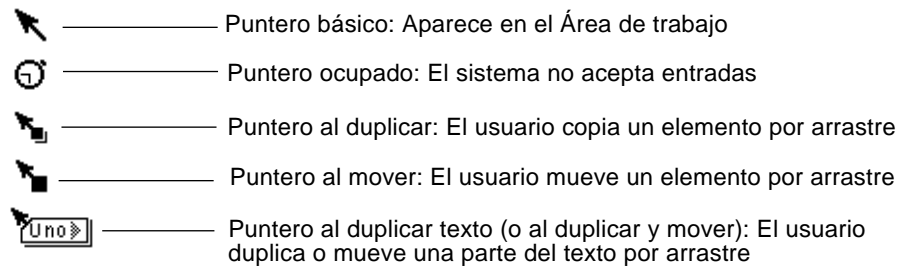 Puntero básico: Aparece en el Área de trabajo
Puntero ocupado: El sistema no acepta entradas
Puntero al duplicar: El usuario copia un elemento por arrastre
Puntero al mover: El usuario mueve un elemento por arrastre
Uno
Puntero al duplicar texto (o al duplicar y mover): El usuario
duplica o mueve una parte del texto por arrastre